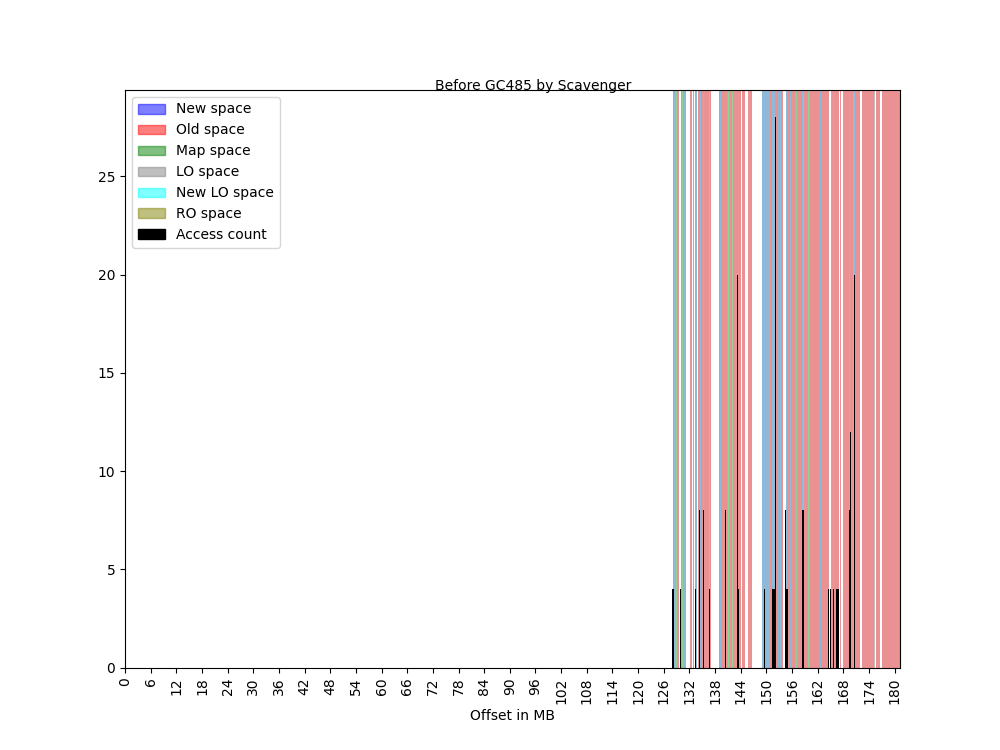 Before GC485 by Scavenger
New space
Old space
Map space
LO space
New LO space
RO space
Access count
25
20
15
10
5
0
0 6 12 18 24 30 36 42 48 54 60 66 72 78 84 90 96 102 108 114 120 126 132 138 144 150 156 162 168 174 180
Offset in MB